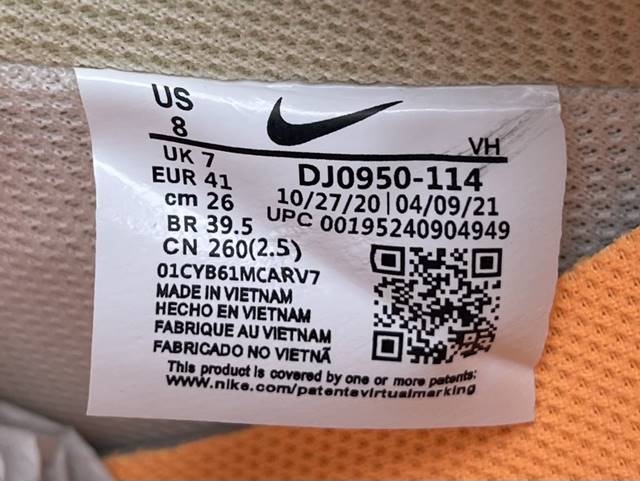 US
8
VH
UK 7
EUR 41
cm 26
BR 39.5
CN 260(2.5)
DJ0950-114
10/27/20 | 04/09/21
UPC 00195240904949
01CYB61MCARV7
MADE IN VIETNAM
HECHO EN VIETNAM
FABRIQUE AU VIETNAM
FABRICADO NO VIETNÃ
This product is covered by one or more patents:
www.nike.com/patentsvirtualmarking